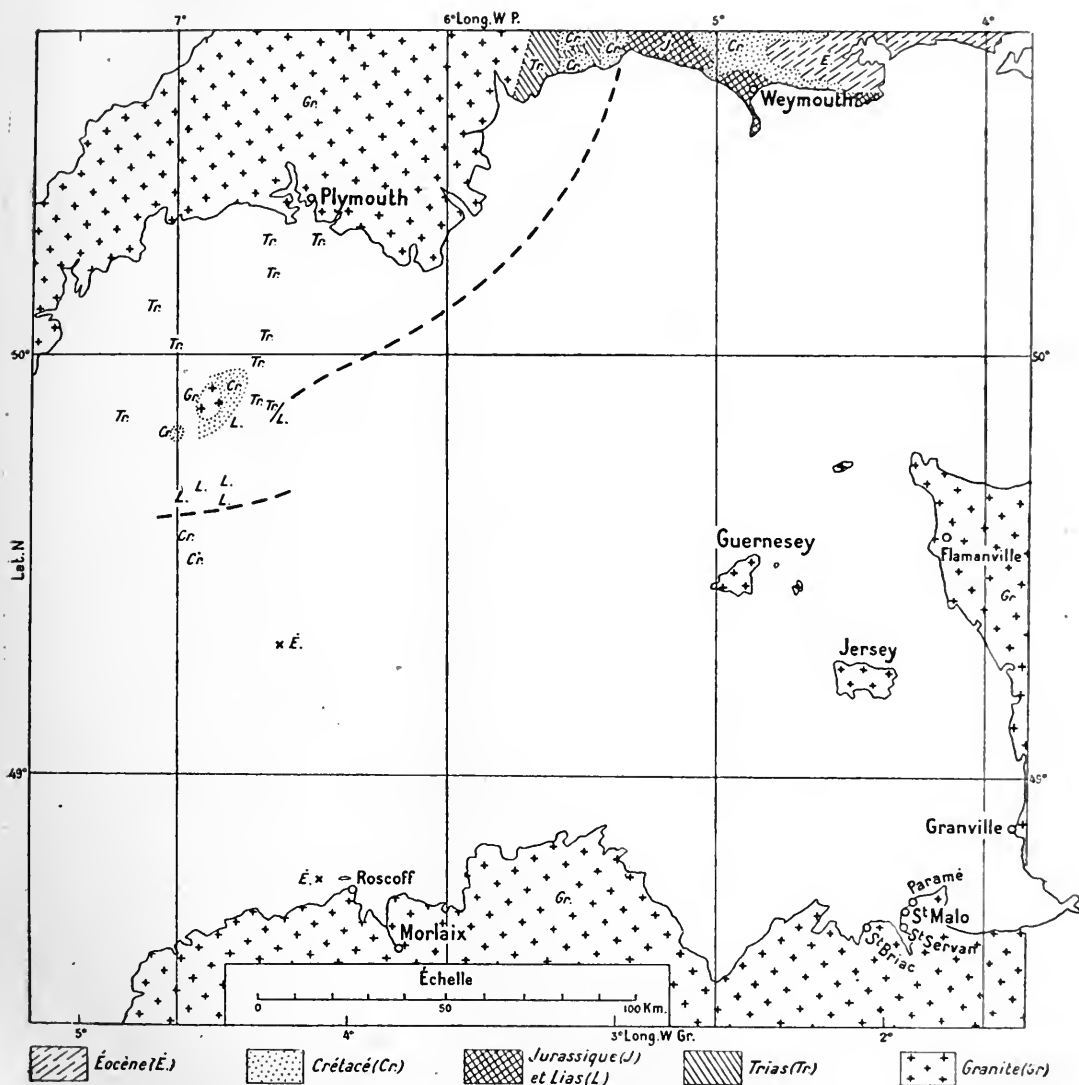 7° 6° Long. W P. 5° 4°
Cr. Cr. J Cr.
Tr. Cr. E.
Gr.
Weymouth
Plymouth
Tr. Tr.
Tr.
Tr.
Tr. Tr.
50° 50°
Tr.
Gr. Cr.
Tr. Tr. Tr/L.
Cr. L.
L. L. L.
L.
Cr.
Cr.
Lat. N
Guernesey
Flamanville
Gr.
É.
Jersey
49° 49°
Granville
É. Roscoff
Paramé
Gr.
St Malo
St Servan
St Briac
Morlaix
Échelle
0 50 100 Km.
5° 4° 3° Long. W Gr. 2°
Éocène (É.) Crétacé (Cr.) Jurassique (J) Trias (Tr) Granite (Gr)
et Lias (L)